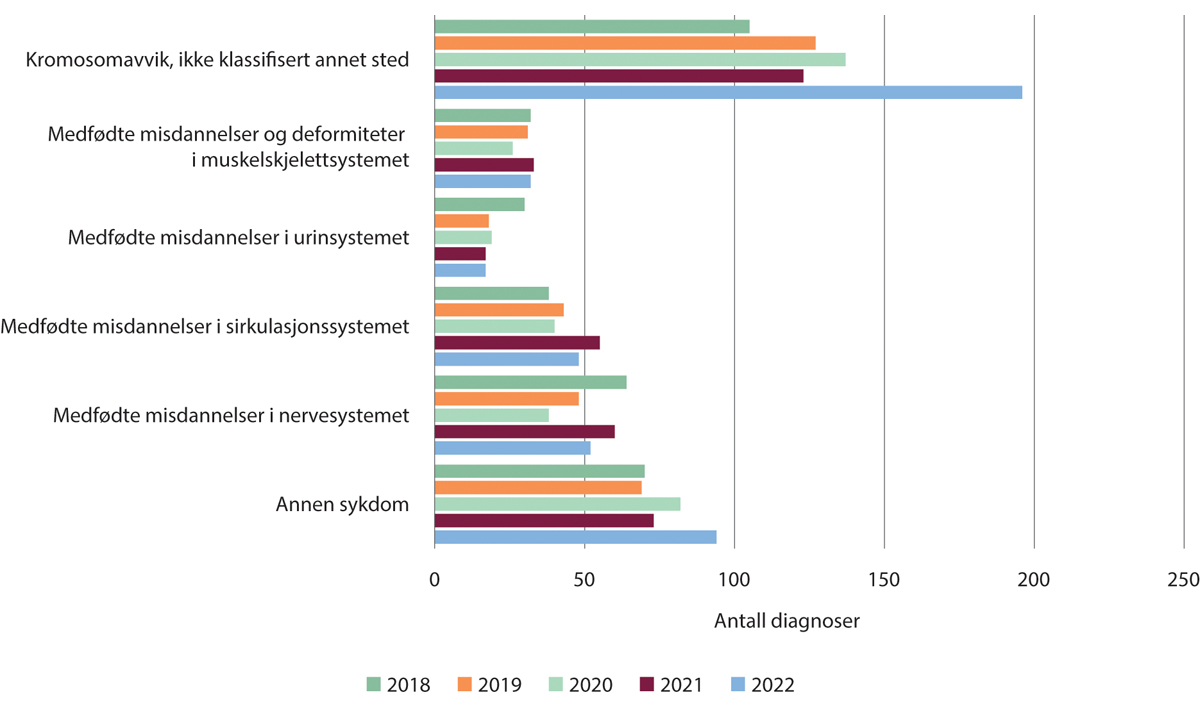 Kromosomavvik, ikke klassifisert annet sted
Medfødte misdannelser og deformiteter
i muskelskjelettsystemet
Medfødte misdannelser i urinsystemet
Medfødte misdannelser i sirkulasjonssystemet
Medfødte misdannelser i nervesystemet
Annen sykdom
0 50 100 150 200 250
Antall diagnoser
2018 2019 2020 2021 2022